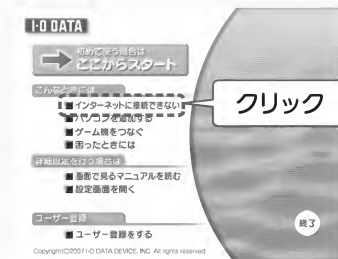 I-O DATA
初めて使う場合は
ここからスタート
こんなときには
■インターネットに接続できない
■パソコンを追加する
■ゲーム機をつなぐ
■困ったときには
クリック
詳細設定を行う場合は
■画面で見るマニュアルを読む
■設定画面を開く
ユーザー登録
■ユーザー登録をする
終了
Copyright(C)2007 I-O DATA DEVICE, INC. All rights reserved